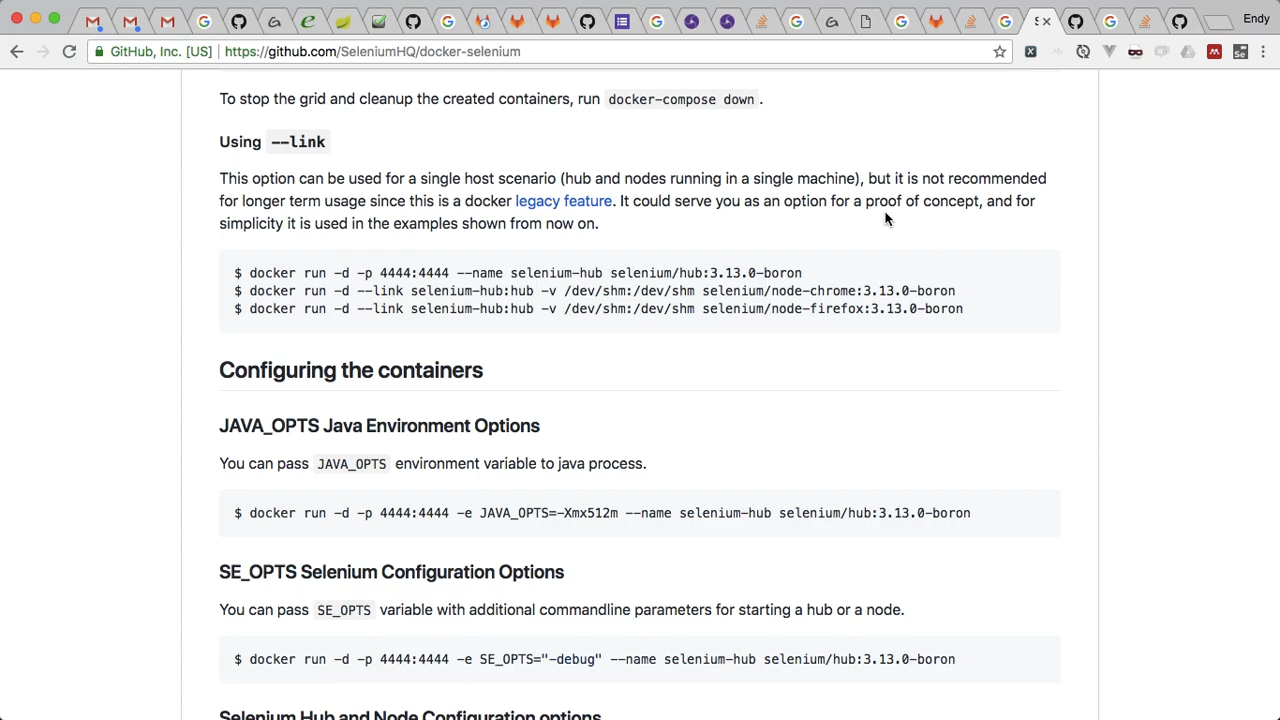 Endy
GitHub, Inc. [US] https://github.com/SeleniumHQ/docker-selenium
To stop the grid and cleanup the created containers, run docker-compose down .
Using --link
This option can be used for a single host scenario (hub and nodes running in a single machine), but it is not recommended
for longer term usage since this is a docker legacy feature. It could serve you as an option for a proof of concept, and for
simplicity it is used in the examples shown from now on.
$ docker run -d -p 4444:4444 --name selenium-hub selenium/hub:3.13.0-boron
$ docker run -d --link selenium-hub:hub -v /dev/shm:/dev/shm selenium/node-chrome:3.13.0-boron
$ docker run -d --link selenium-hub:hub -v /dev/shm:/dev/shm selenium/node-firefox:3.13.0-boron
Configuring the containers
JAVA_OPTS Java Environment Options
You can pass JAVA_OPTS environment variable to java process.
$ docker run -d -p 4444:4444 -e JAVA_OPTS=-Xmx512m --name selenium-hub selenium/hub:3.13.0-boron
SE_OPTS Selenium Configuration Options
You can pass SE_OPTS variable with additional commandline parameters for starting a hub or a node.
$ docker run -d -p 4444:4444 -e SE_OPTS="-debug" --name selenium-hub selenium/hub:3.13.0-boron
Selenium Hub and Node Configuration options